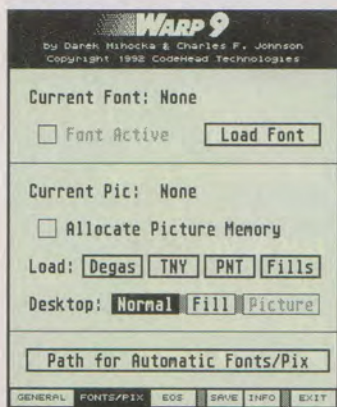 WARP 9
by Darek Mihocka & Charles F. Johnson
Copyright 1992 CodeHead Technologies
Current Font: None
Font Active Load Font
Current Pic: None
Allocate Picture Memory
Load: Degas TNY PNT Fills
Desktop: Normal Fill Picture
Path for Automatic Fonts/Pix
GENERAL FONTS/PIX EOS SAVE INFO EXIT